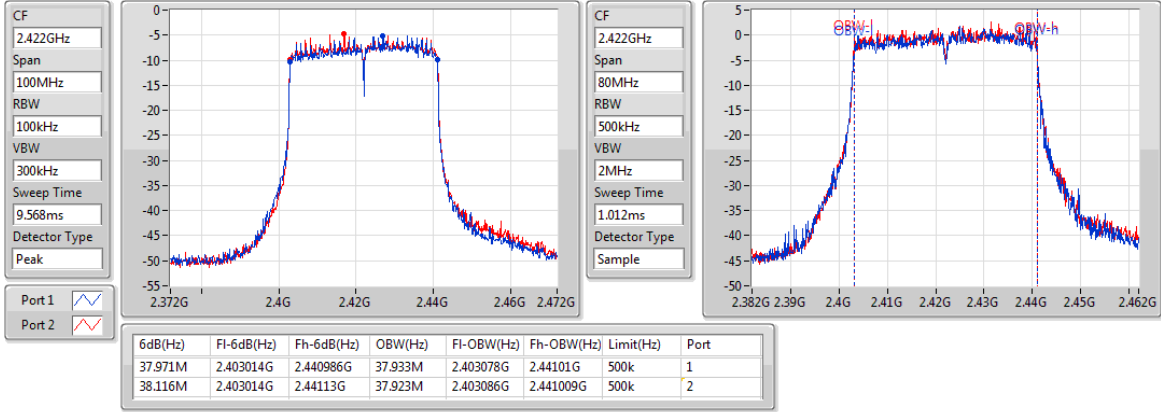 CF
2.422GHz
Span
100MHz
RBW
100kHz
VBW
300kHz
Sweep Time
9.568ms
Detector Type
Peak
Port 1
Port 2
0
-5
-10
-15
-20
-25
-30
-35
-40
-45
-50
-55
2.372G 2.4G 2.42G 2.44G 2.46G 2.472G
CF
2.422GHz
Span
80MHz
RBW
500kHz
VBW
2MHz
Sweep Time
1.012ms
Detector Type
Sample
5
0
-5
-10
-15
-20
-25
-30
-35
-40
-45
-50
OBW-l OBW-h
2.382G 2.39G 2.4G 2.41G 2.42G 2.43G 2.44G 2.45G 2.462G
6dB(Hz) Fl-6dB(Hz) Fh-6dB(Hz) OBW(Hz) Fl-OBW(Hz) Fh-OBW(Hz) Limit(Hz) Port
37.971M 2.403014G 2.440986G 37.933M 2.403078G 2.44101G 500k 1
38.116M 2.403014G 2.44113G 37.923M 2.403086G 2.441009G 500k 2